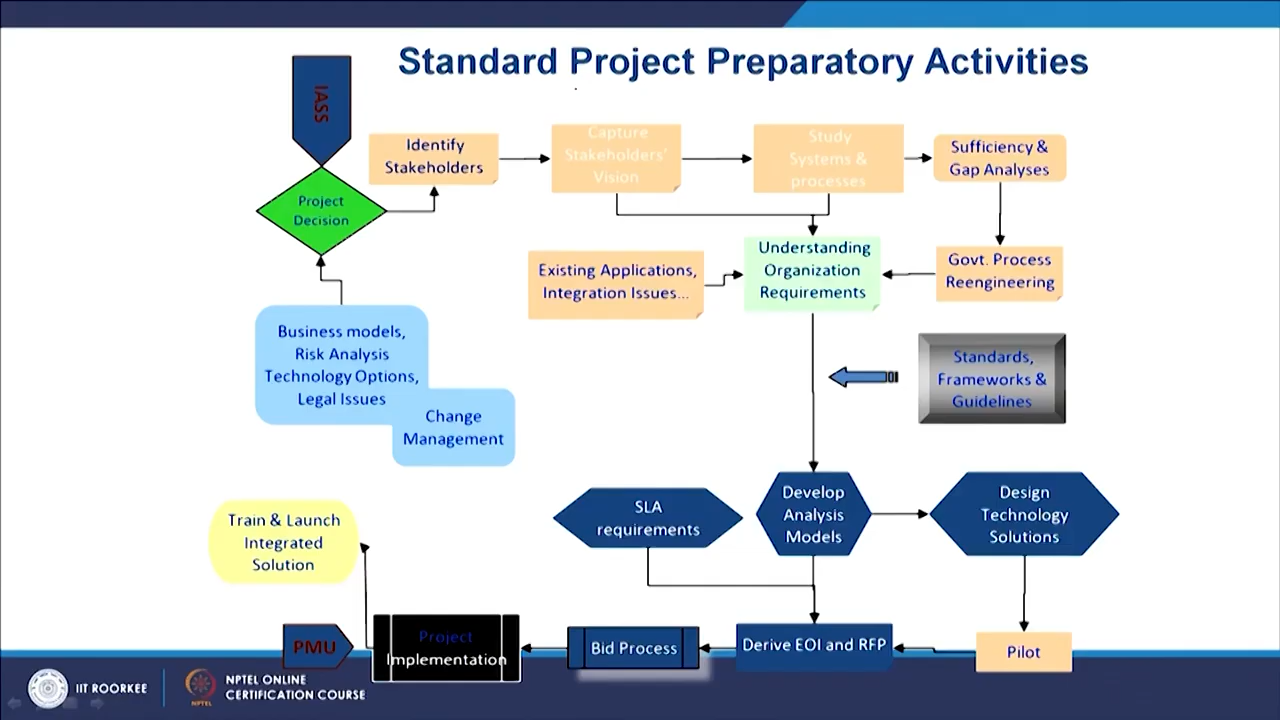 Standard Project Preparatory Activities
IASS
Project
Decision
Identify
Stakeholders
Capture
Stakeholders'
Vision
Study
Systems &
processes
Sufficiency &
Gap Analyses
Existing Applications,
Integration Issues...
Understanding
Organization
Requirements
Govt. Process
Reengineering
Business models,
Risk Analysis
Technology Options,
Legal Issues
Change
Management
Standards,
Frameworks &
Guidelines
Train & Launch
Integrated
Solution
SLA
requirements
Develop
Analysis
Models
Design
Technology
Solutions
PMU
Project
Implementation
Bid Process
Derive EOI and RFP
Pilot
IIT ROORKEE
NPTEL
NPTEL ONLINE
CERTIFICATION COURSE